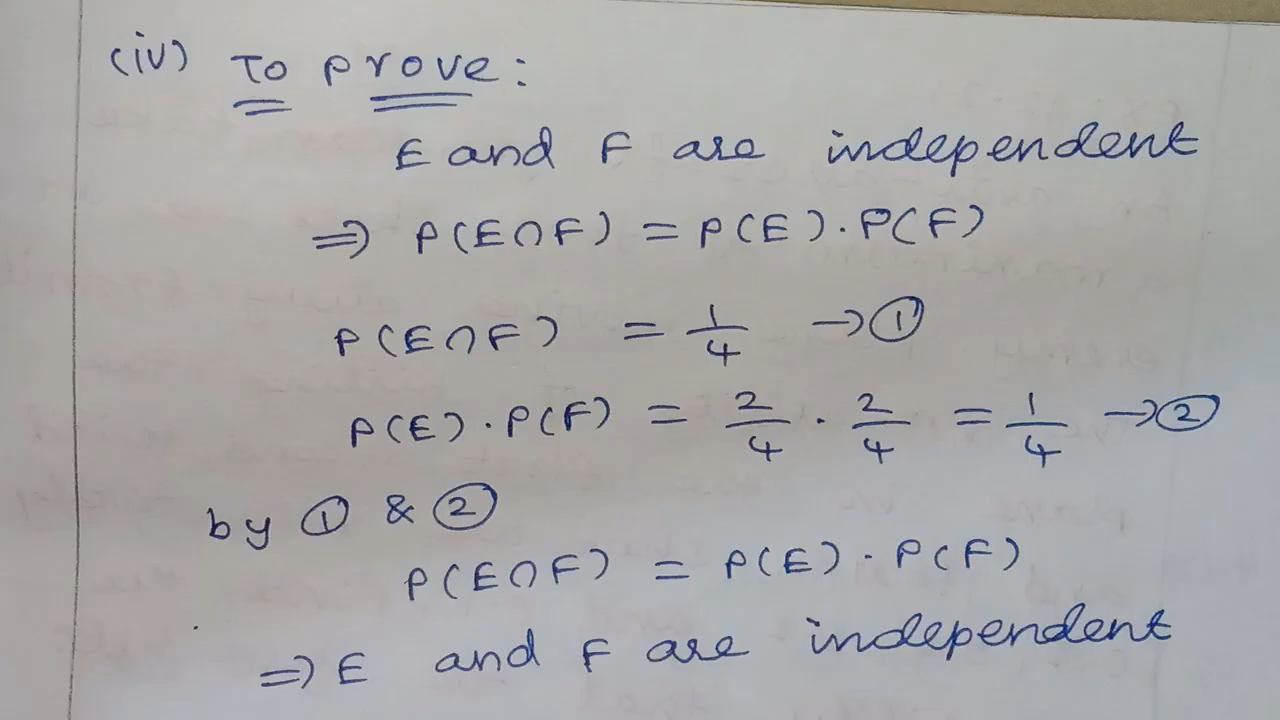 (iv) To prove:
E and F are independent
⇒ P(E∩F) = P(E).P(F)
P(E∩F) = 1/4 → ①
P(E).P(F) = 2/4 . 2/4 = 1/4 → ②
by ① & ②
P(E∩F) = P(E).P(F)
⇒ E and F are independent